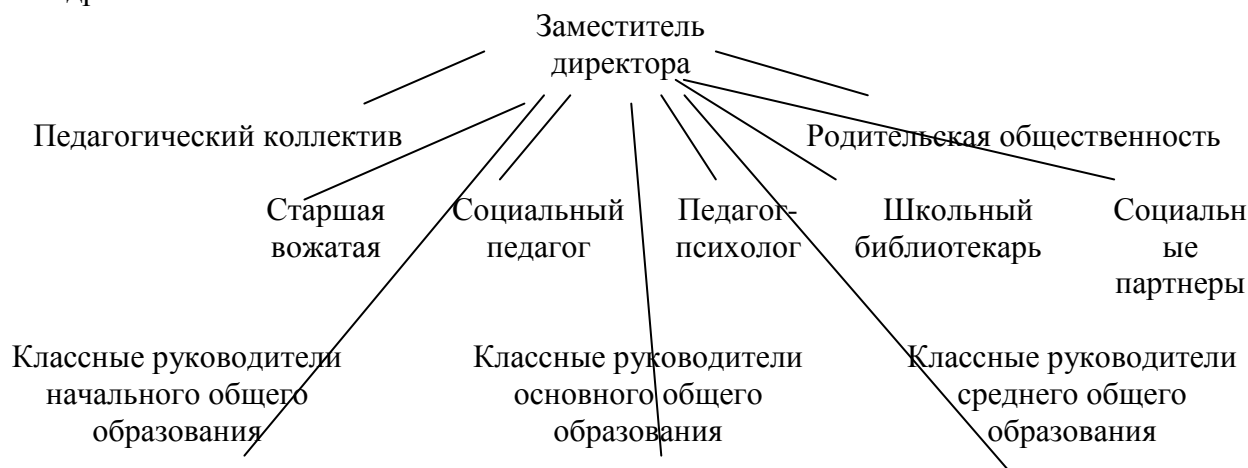 Заместитель
директора
Педагогический коллектив
Родительская общественность
Старшая
вожатая
Социальный
педагог
Педагог-
психолог
Школьный
библиотекарь
Социальн
ые
партнеры
Классные руководители
начального общего
образования
Классные руководители
основного общего
образования
Классные руководители
среднего общего
образования